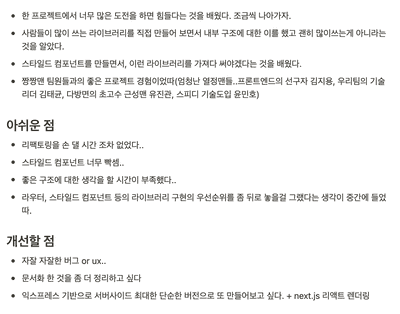 한 프로젝트에서 너무 많은 도전을 하면 힘들다는 것을 배웠다. 조금씩 나아가자.
사람들이 많이 쓰는 라이브러리를 직접 만들어 보면서 내부 구조에 대한 이를 했고 괜히 많이쓰는게 아니라는
것을 알았다.
스타일드 컴포넌트를 만들면서, 이런 라이브러리를 가져다 써야겠다는 것을 배웠다.
짱짱맨 팀원들과의 좋은 프로젝트 경험이었따(엄청난 열정맨들..프론트엔드의 선구자 김지용, 우리팀의 기술
리더 김태균, 다방면의 초고수 근성맨 유진관, 스피디 기술도입 윤민호)
아쉬운 점
리팩토링을 손 댈 시간 조차 없었다..
스타일드 컴포넌트 너무 빡셈..
좋은 구조에 대한 생각을 할 시간이 부족했다..
라우터, 스타일드 컴포넌트 등의 라이브러리 구현의 우선순위를 좀 뒤로 놓을걸 그랬다는 생각이 중간에 들었
따.
개선할 점
자잘 자잘한 버그 or ux..
문서화 한 것을 좀 더 정리하고 싶다
익스프레스 기반으로 서버사이드 최대한 단순한 버전으로 또 만들어보고 싶다. + next.js 리액트 렌더링